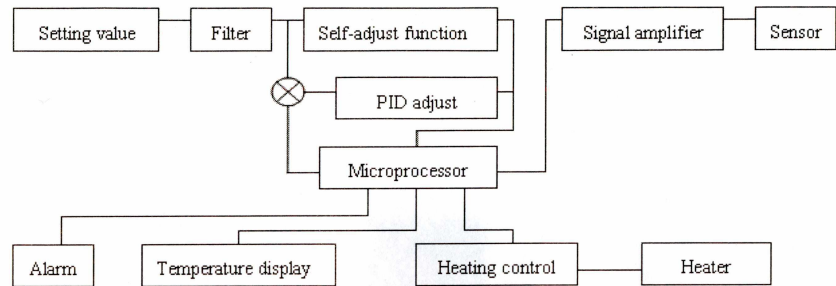 Setting value
Filter
Self-adjust function
Signal amplifier
Sensor
PID adjust
Microprocessor
Alarm
Temperature display
Heating control
Heater